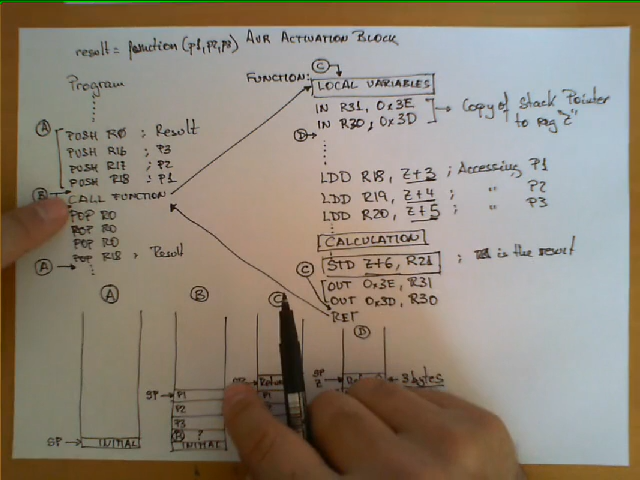 result = function (p1, p2, p3) AVR ACTIVATION BLOCK
Program
A
PUSH R0 ; Result
PUSH R16 ; P3
PUSH R17 ; P2
PUSH R18 ; P1
B
CALL FUNCTION
POP R0
POP R0
POP R0
POP R18 ; Result
A
FUNCTION:
C
LOCAL VARIABLES
IN R31, 0x3E
IN R30, 0x3D
Copy of Stack Pointer
to reg "Z"
D
LDD R18, Z+3 ; Accessing P1
LDD R19, Z+4 ; " P2
LDD R20, Z+5 ; " P3
CALCULATION
STD Z+6, R21 ; is the result
C
OUT 0x3E, R31
OUT 0x3D, R30
RET
A
SP
INITIAL
B
SP
P1
P2
P3
?
INITIAL
C
P1
D
SP
Z
3 bytes